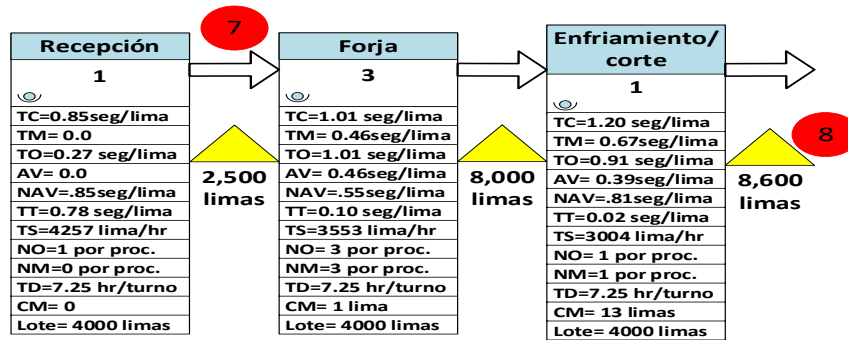 Recepción
1
TC=0.85seg/lima
TM= 0.0
TO=0.27 seg/lima
AV= 0.0
NAV=.85seg/lima
TT=0.78 seg/lima
TS=4257 lima/hr
NO=1 por proc.
NM=0 por proc.
TD=7.25 hr/turno
CM= 0
Lote= 4000 limas
7
2,500
limas
Forja
3
TC=1.01 seg/lima
TM= 0.46seg/lima
TO=1.01 seg/lima
AV= 0.46seg/lima
NAV=.55seg/lima
TT=0.10 seg/lima
TS=3553 lima/hr
NO= 3 por proc.
NM=3 por proc.
TD=7.25 hr/turno
CM= 1 lima
Lote= 4000 limas
8,000
limas
Enfriamiento/
corte
1
TC=1.20 seg/lima
TM= 0.67seg/lima
TO=0.91 seg/lima
AV= 0.39seg/lima
NAV=.81seg/lima
TT=0.02 seg/lima
TS=3004 lima/hr
NO= 1 por proc.
NM=1 por proc.
TD=7.25 hr/turno
CM= 13 limas
Lote= 4000 limas
8
8,600
limas